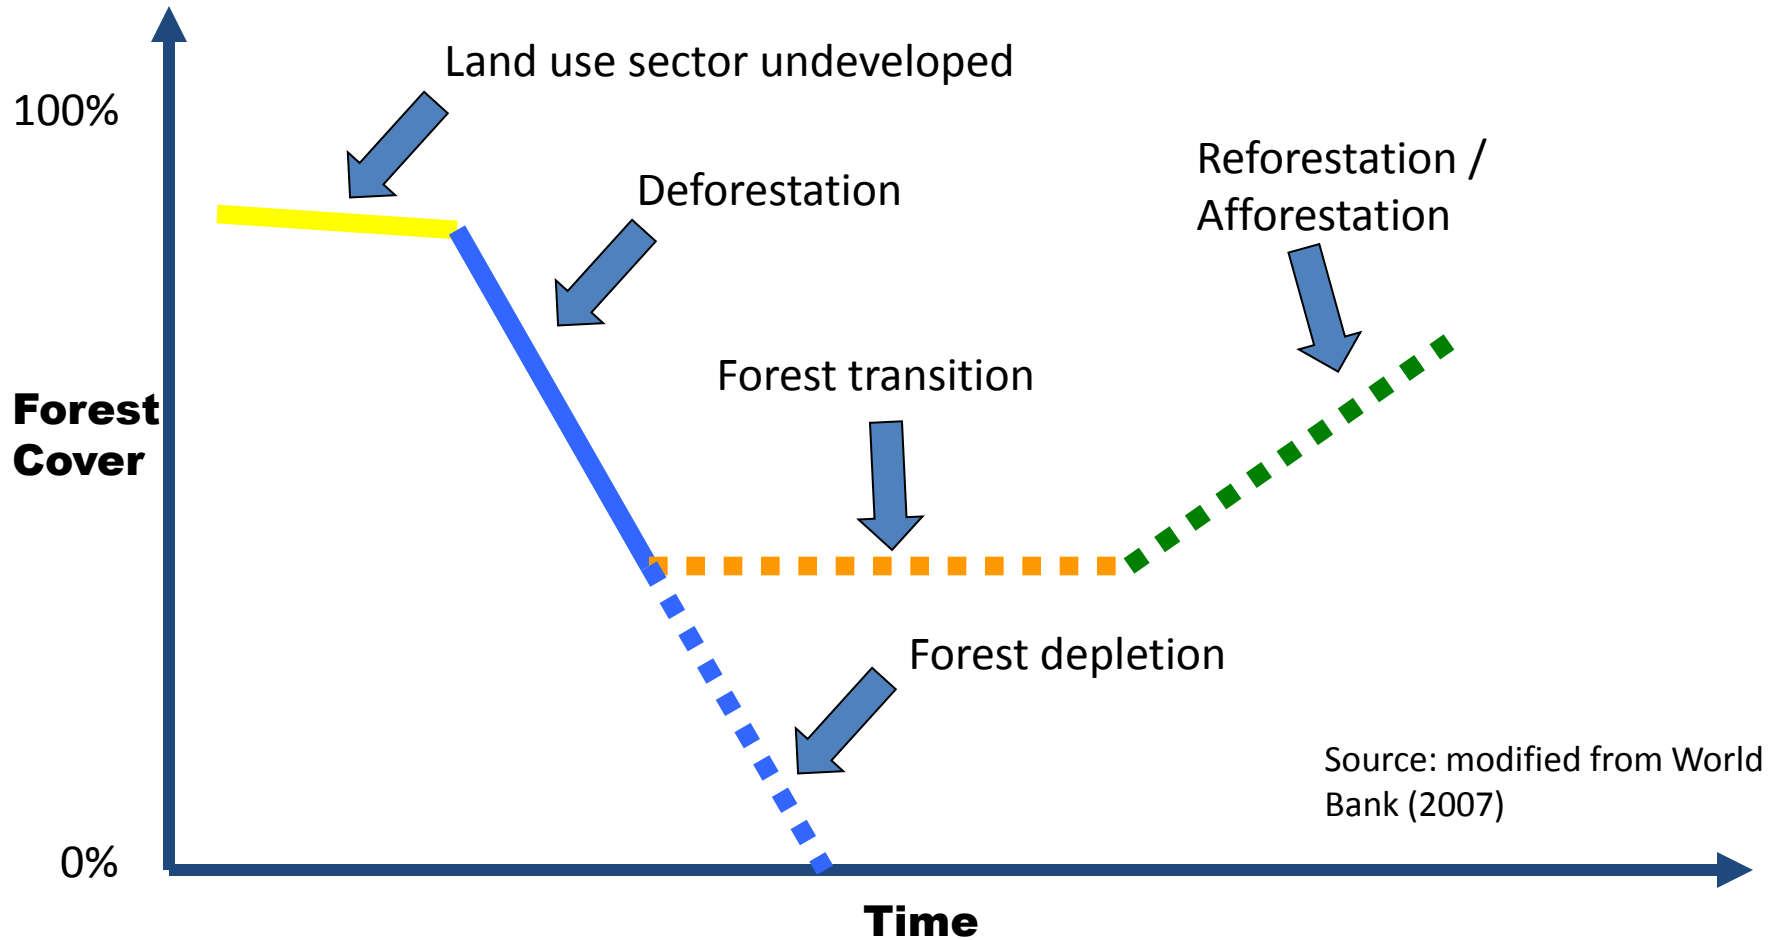 Land use sector undeveloped
100%
Deforestation
Reforestation /
Afforestation
Forest transition
Forest
Cover
Forest depletion
Source: modified from World
Bank (2007)
0%
Time